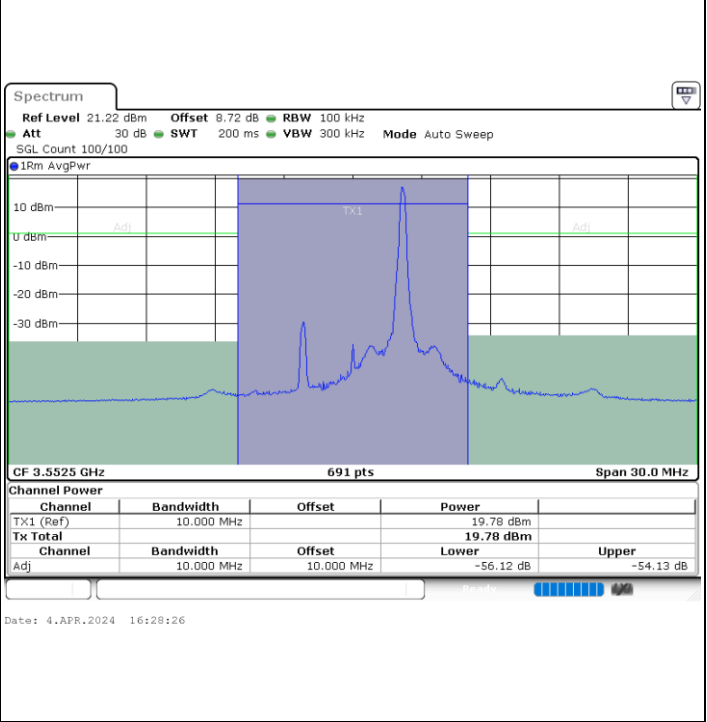 Spectrum
Ref Level 21.22 dBm Offset 8.72 dB RBW 100 kHz
Att 30 dB SWT 200 ms VBW 300 kHz Mode Auto Sweep
SGL Count 100/100
1Rm AvgPwr
10 dBm
TX1
Adj Adj
0 dBm
-10 dBm
-20 dBm
-30 dBm
CF 3.5525 GHz 691 pts Span 30.0 MHz
Channel Power
Channel Bandwidth Offset Power
TX1 (Ref) 10.000 MHz 19.78 dBm
Tx Total 19.78 dBm
Channel Bandwidth Offset Lower Upper
Adj 10.000 MHz 10.000 MHz -56.12 dB -54.13 dB
Ready
Date: 4.APR.2024 16:28:26